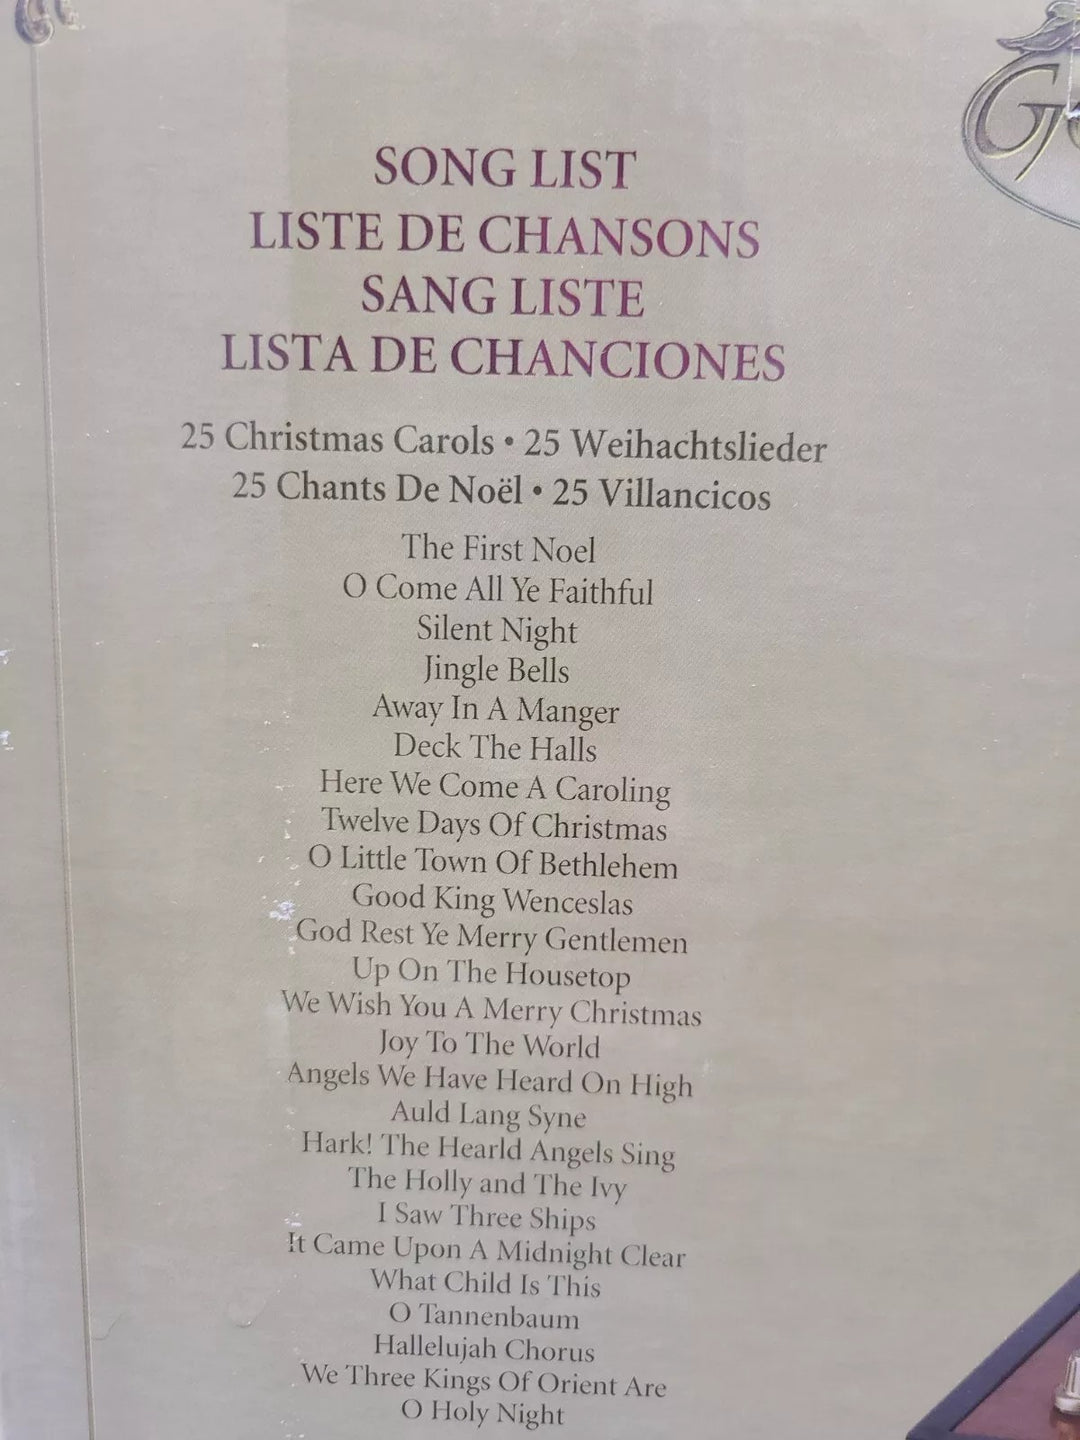 SONG LIST
LISTE DE CHANSONS
SANG LISTE
LISTA DE CHANCIONES
25 Christmas Carols • 25 Weihachtslieder
25 Chants De Noël • 25 Villancicos
The First Noel
O Come All Ye Faithful
Silent Night
Jingle Bells
Away In A Manger
Deck The Halls
Here We Come A Caroling
Twelve Days Of Christmas
O Little Town Of Bethlehem
Good King Wenceslas
God Rest Ye Merry Gentlemen
Up On The Housetop
We Wish You A Merry Christmas
Joy To The World
Angels We Have Heard On High
Auld Lang Syne
Hark! The Hearld Angels Sing
The Holly and The Ivy
I Saw Three Ships
It Came Upon A Midnight Clear
What Child Is This
O Tannenbaum
Hallelujah Chorus
We Three Kings Of Orient Are
O Holy Night